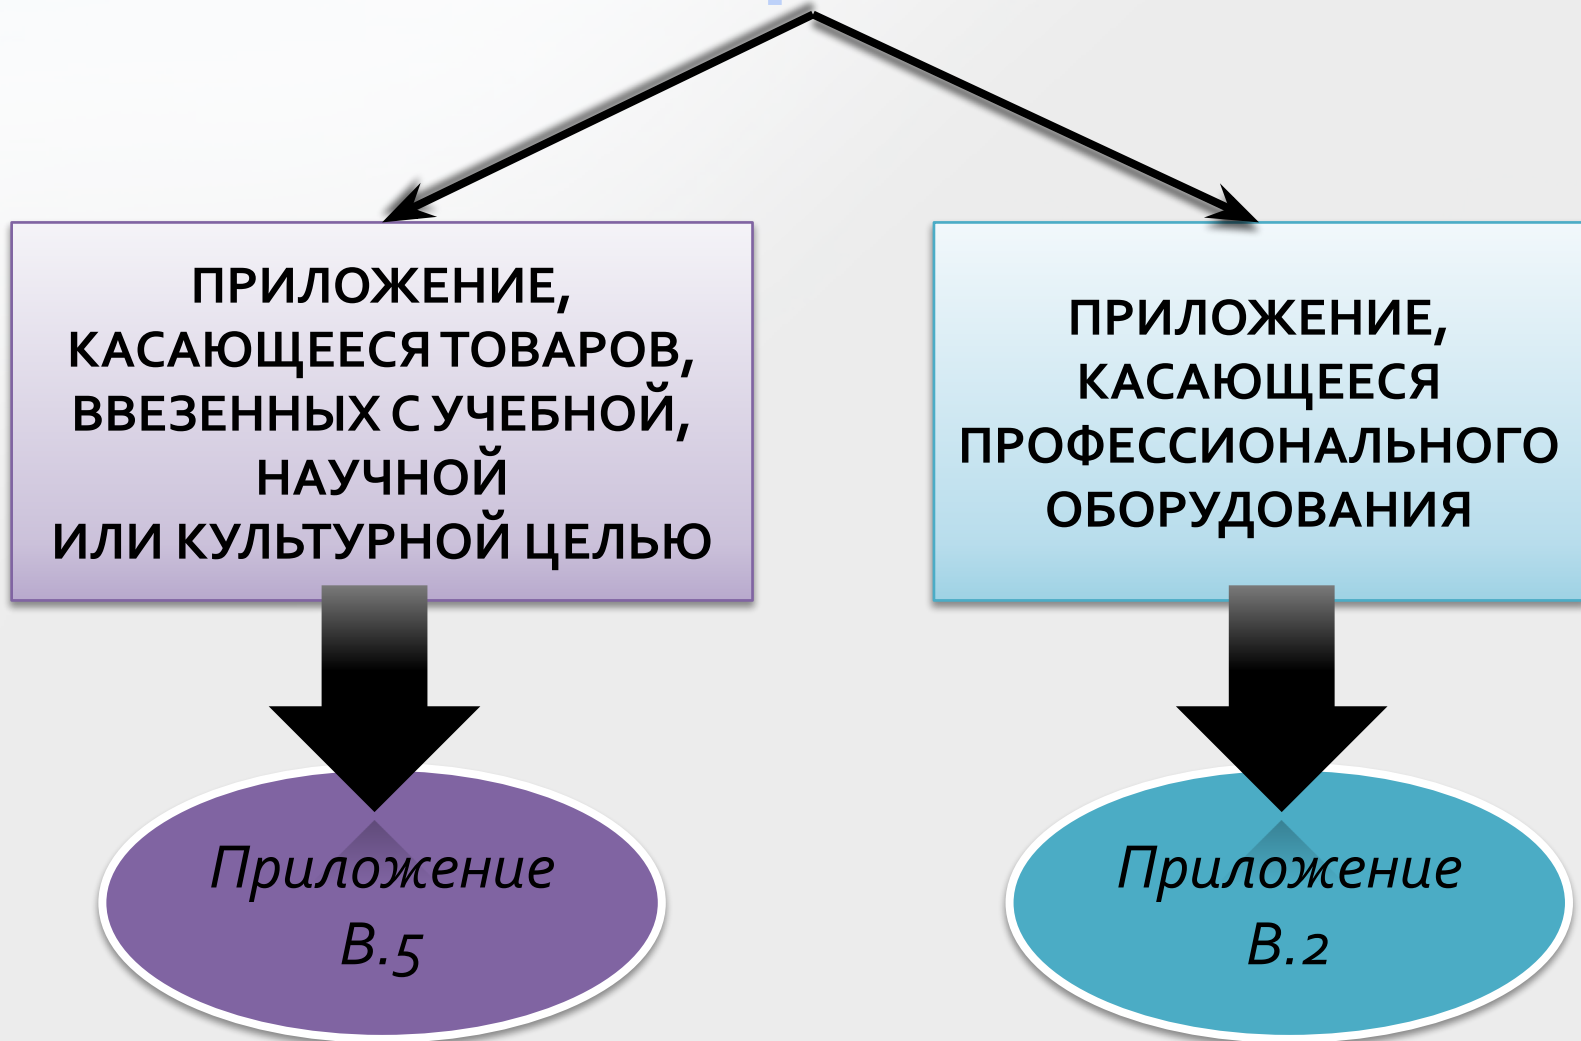 ПРИЛОЖЕНИЕ,
КАСАЮЩЕЕСЯ ТОВАРОВ,
ВВЕЗЕННЫХ С УЧЕБНОЙ,
НАУЧНОЙ
ИЛИ КУЛЬТУРНОЙ ЦЕЛЬЮ
ПРИЛОЖЕНИЕ,
КАСАЮЩЕЕСЯ
ПРОФЕССИОНАЛЬНОГО
ОБОРУДОВАНИЯ
Приложение
В.5
Приложение
В.2